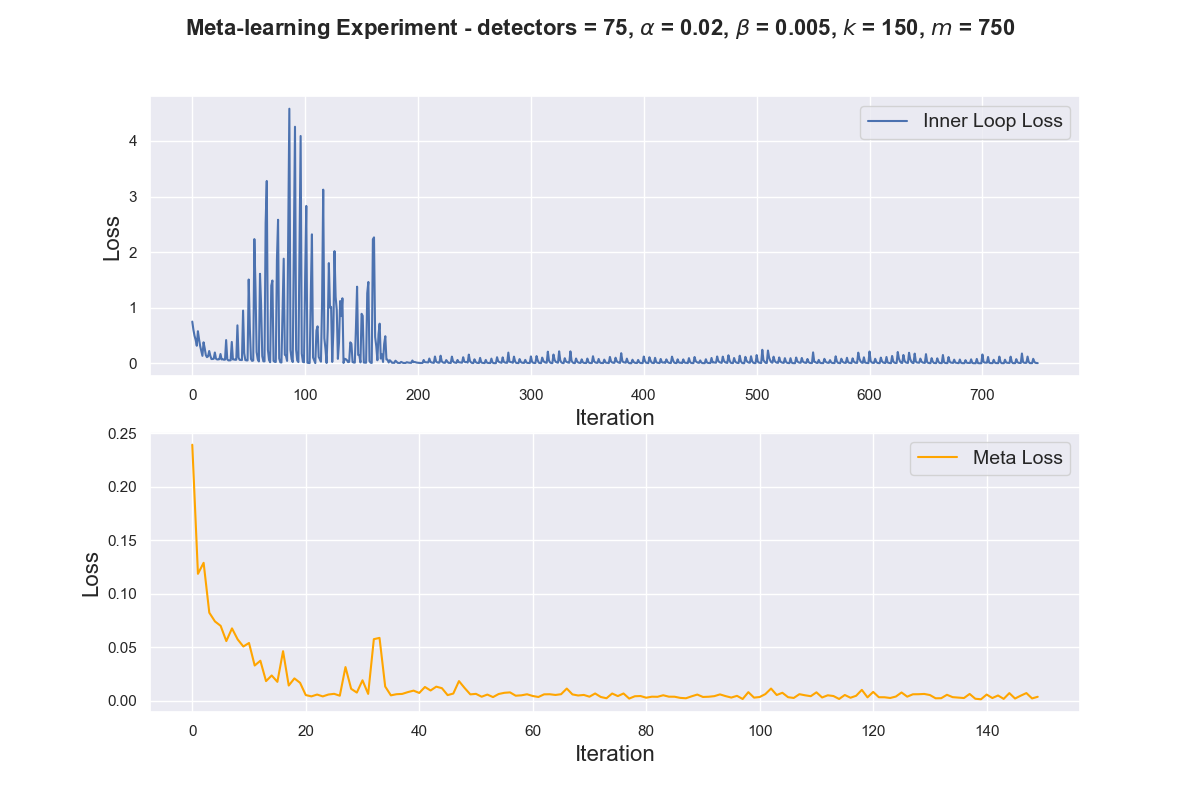 Meta-learning Experiment - detectors = 75, α = 0.02, β = 0.005, k = 150, m = 750
Inner Loop Loss
Loss
4
3
2
1
0
0 100 200 300 400 500 600 700
Iteration
Meta Loss
Loss
0.25
0.20
0.15
0.10
0.05
0.00
0 20 40 60 80 100 120 140
Iteration